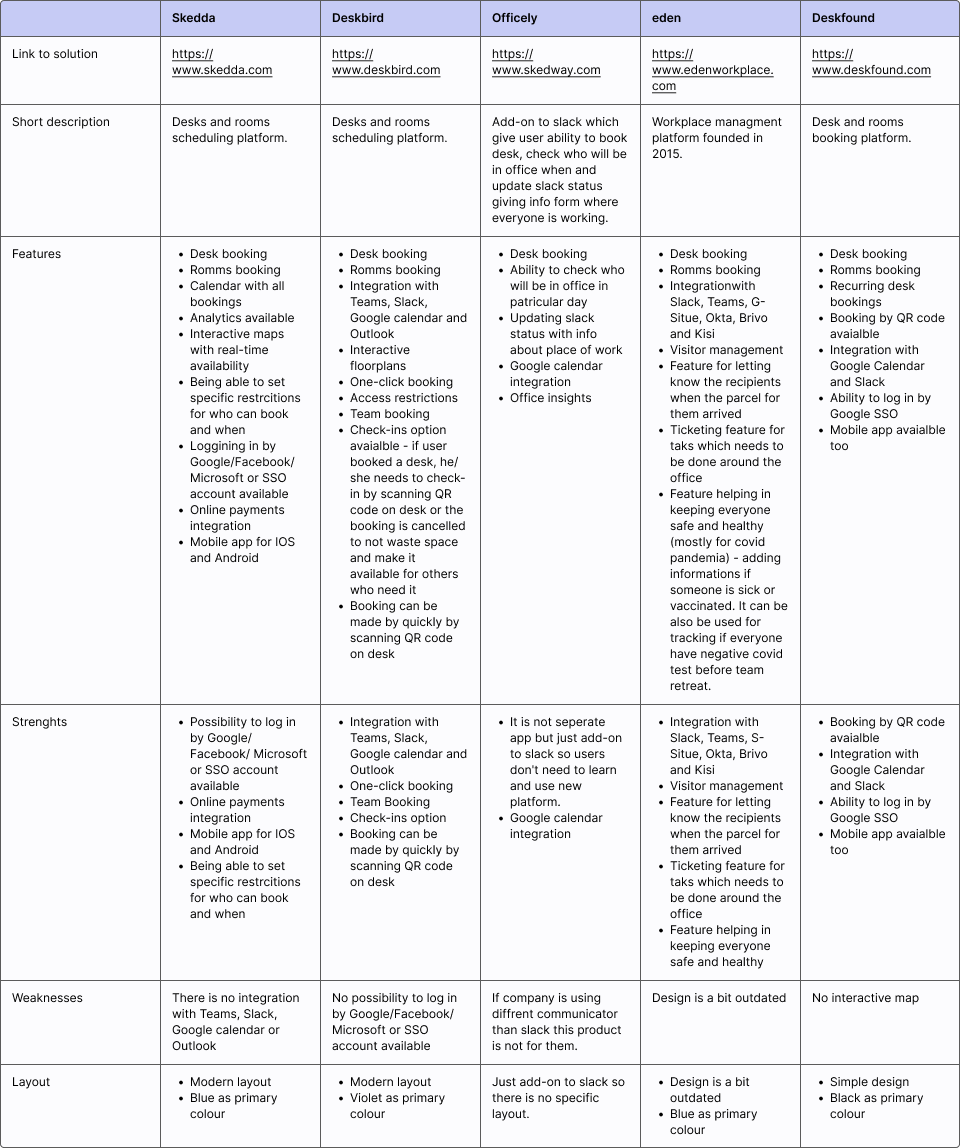 Skedda
Deskbird
Officely
eden
Deskfound
Link to solution
https://
www.skedda.com
https://
www.deskbird.com
https://
www.skedway.com
https://
www.edenworkplace.
com
https://
www.deskfound.com
Short description
Desks and rooms
scheduling platform.
Desks and rooms
scheduling platform.
Add-on to slack which
give user ability to book
desk, check who will be
in office when and
update slack status
giving info form where
everyone is working.
Workplace managment
platform founded in
2015.
Desk and rooms
booking platform.
Features
• Desk booking
• Romms booking
• Calendar with all
bookings
• Analytics available
• Interactive maps
with real-time
availability
• Being able to set
specific restrcitions
for who can book
and when
• Loggining in by
Google/Facebook/
Microsoft or SSO
account available
• Online payments
integration
• Mobile app for IOS
and Android
• Desk booking
• Romms booking
• Integration with
Teams, Slack,
Google calendar and
Outlook
• Interactive
floorplans
• One-click booking
• Access restrictions
• Team booking
• Check-ins option
avaialble - if user
booked a desk, he/
she needs to check-
in by scanning QR
code on desk or the
booking is cancelled
to not waste space
and make it
available for others
who need it
• Booking can be
made by quickly by
scanning QR code
on desk
• Desk booking
• Ability to check who
will be in office in
patricular day
• Updating slack
status with info
about place of work
• Google calendar
integration
• Office insights
• Desk booking
• Romms booking
• Integrationwith
Slack, Teams, G-
Situe, Okta, Brivo
and Kisi
• Visitor management
• Feature for letting
know the recipients
when the parcel for
them arrived
• Ticketing feature for
taks which needs to
be done around the
office
• Feature helping in
keeping everyone
safe and healthy
(mostly for covid
pandemia) - adding
informations if
someone is sick or
vaccinated. It can be
also be used for
tracking if everyone
have negative covid
test before team
retreat.
• Desk booking
• Romms booking
• Recurring desk
bookings
• Booking by QR code
avaialble
• Integration with
Google Calendar
and Slack
• Ability to log in by
Google SSO
• Mobile app avaialble
too
Strenghts
• Possibility to log in
by Google/
Facebook/ Microsoft
or SSO account
available
• Online payments
integration
• Mobile app for IOS
and Android
• Being able to set
specific restrcitions
for who can book
and when
• Integration with
Teams, Slack,
Google calendar and
Outlook
• One-click booking
• Team Booking
• Check-ins option
• Booking can be
made by quickly by
scanning QR code
on desk
• It is not seperate
app but just add-on
to slack so users
don't need to learn
and use new
platform.
• Google calendar
integration
• Integration with
Slack, Teams, S-
Situe, Okta, Brivo
and Kisi
• Visitor management
• Feature for letting
know the recipients
when the parcel for
them arrived
• Ticketing feature for
taks which needs to
be done around the
office
• Feature helping in
keeping everyone
safe and healthy
• Booking by QR code
avaialble
• Integration with
Google Calendar
and Slack
• Ability to log in by
Google SSO
• Mobile app avaialble
too
Weaknesses
There is no integration
with Teams, Slack,
Google calendar or
Outlook
No possibility to log in
by Google/Facebook/
Microsoft or SSO
account available
If company is using
diffrent communicator
than slack this product
is not for them.
Design is a bit outdated
No interactive map
Layout
• Modern layout
• Blue as primary
colour
• Modern layout
• Violet as primary
colour
Just add-on to slack so
there is no specific
layout.
• Design is a bit
outdated
• Blue as primary
colour
• Simple design
• Black as primary
colour